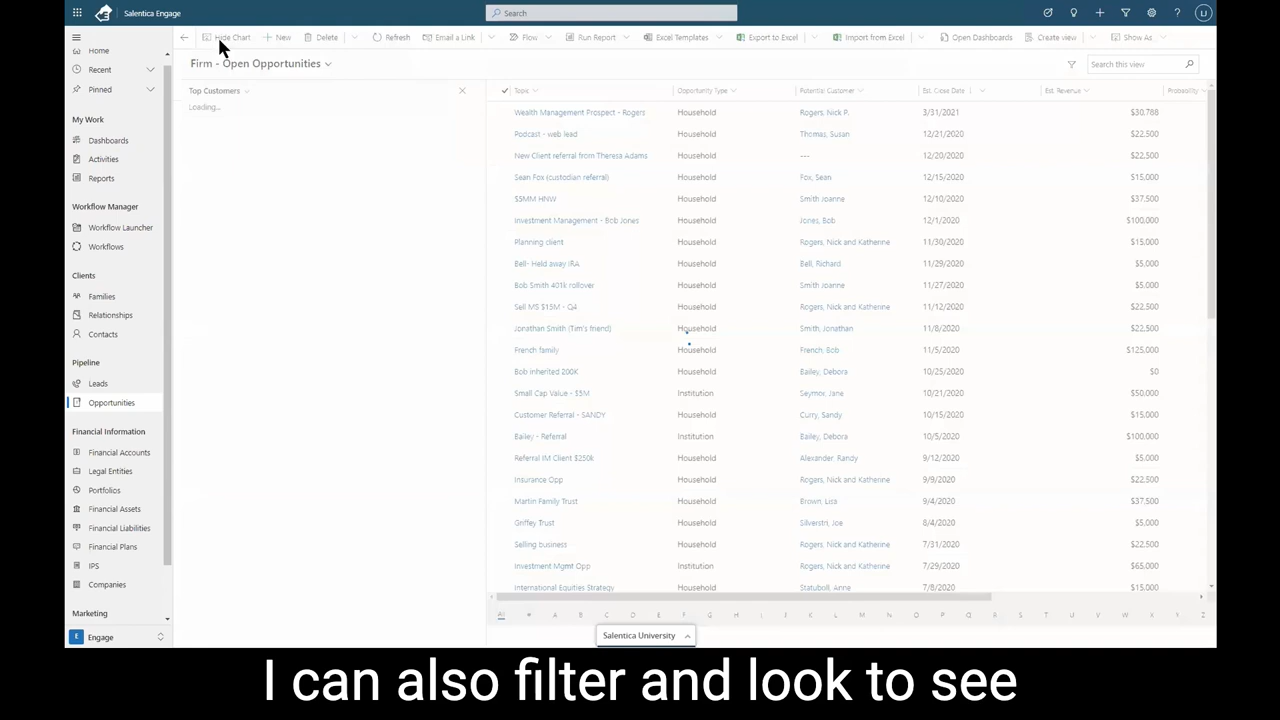 Salentica Engage
Search
Hide Chart
New
Delete
Refresh
Email a Link
Flow
Run Report
Excel Templates
Export to Excel
Import from Excel
Open Dashboards
Create view
Show As
Firm - Open Opportunities
Search this view
Home
Recent
Pinned
My Work
Dashboards
Activities
Reports
Workflow Manager
Workflow Launcher
Workflows
Clients
Families
Relationships
Contacts
Pipeline
Leads
Opportunities
Financial Information
Financial Accounts
Legal Entities
Portfolios
Financial Assets
Financial Liabilities
Financial Plans
IPS
Companies
Marketing
E Engage
Top Customers
Loading...
Topic Opportunity Type Potential Customer Est. Close Date Est. Revenue Probability
Wealth Management Prospect - Rogers Household Rogers, Nick P. 3/31/2021 $30,788
Podcast - web lead Household Thomas, Susan 12/21/2020 $22,500
New Client referral from Theresa Adams Household --- 12/20/2020 $22,500
Sean Fox (custodian referral) Household Fox, Sean 12/15/2020 $15,000
$5MM HNW Household Smith Joanne 12/10/2020 $37,500
Investment Management - Bob Jones Household Jones, Bob 12/1/2020 $100,000
Planning client Household Rogers, Nick and Katherine 11/30/2020 $15,000
Bell- Held away IRA Household Bell, Richard 11/29/2020 $5,000
Bob Smith 401k rollover Household Smith Joanne 11/27/2020 $5,000
Sell MS $15M - Q4 Household Rogers, Nick and Katherine 11/12/2020 $22,500
Jonathan Smith (Tim's friend) Household Smith, Jonathan 11/8/2020 $22,500
French family Household French, Bob 11/5/2020 $125,000
Bob inherited 200K Household Bailey, Debora 10/25/2020 $0
Small Cap Value - $5M Institution Seymor, Jane 10/21/2020 $50,000
Customer Referral - SANDY Household Curry, Sandy 10/15/2020 $15,000
Bailey - Referral Institution Bailey, Debora 10/5/2020 $100,000
Referral IM Client $250k Household Alexander, Randy 9/12/2020 $5,000
Insurance Opp Household Rogers, Nick and Katherine 9/9/2020 $22,500
Martin Family Trust Household Brown, Lisa 9/4/2020 $37,500
Griffey Trust Household Silverstri, Joe 8/4/2020 $5,000
Selling business Household Rogers, Nick and Katherine 7/31/2020 $22,500
Investment Mgmt Opp Institution Rogers, Nick and Katherine 7/29/2020 $65,000
International Equities Strategy Household Statuboll, Anne 7/8/2020 $15,000
All # A B C D E F G H I J K L M N O P Q R S T U V W X Y Z
Salentica University
I can also filter and look to see